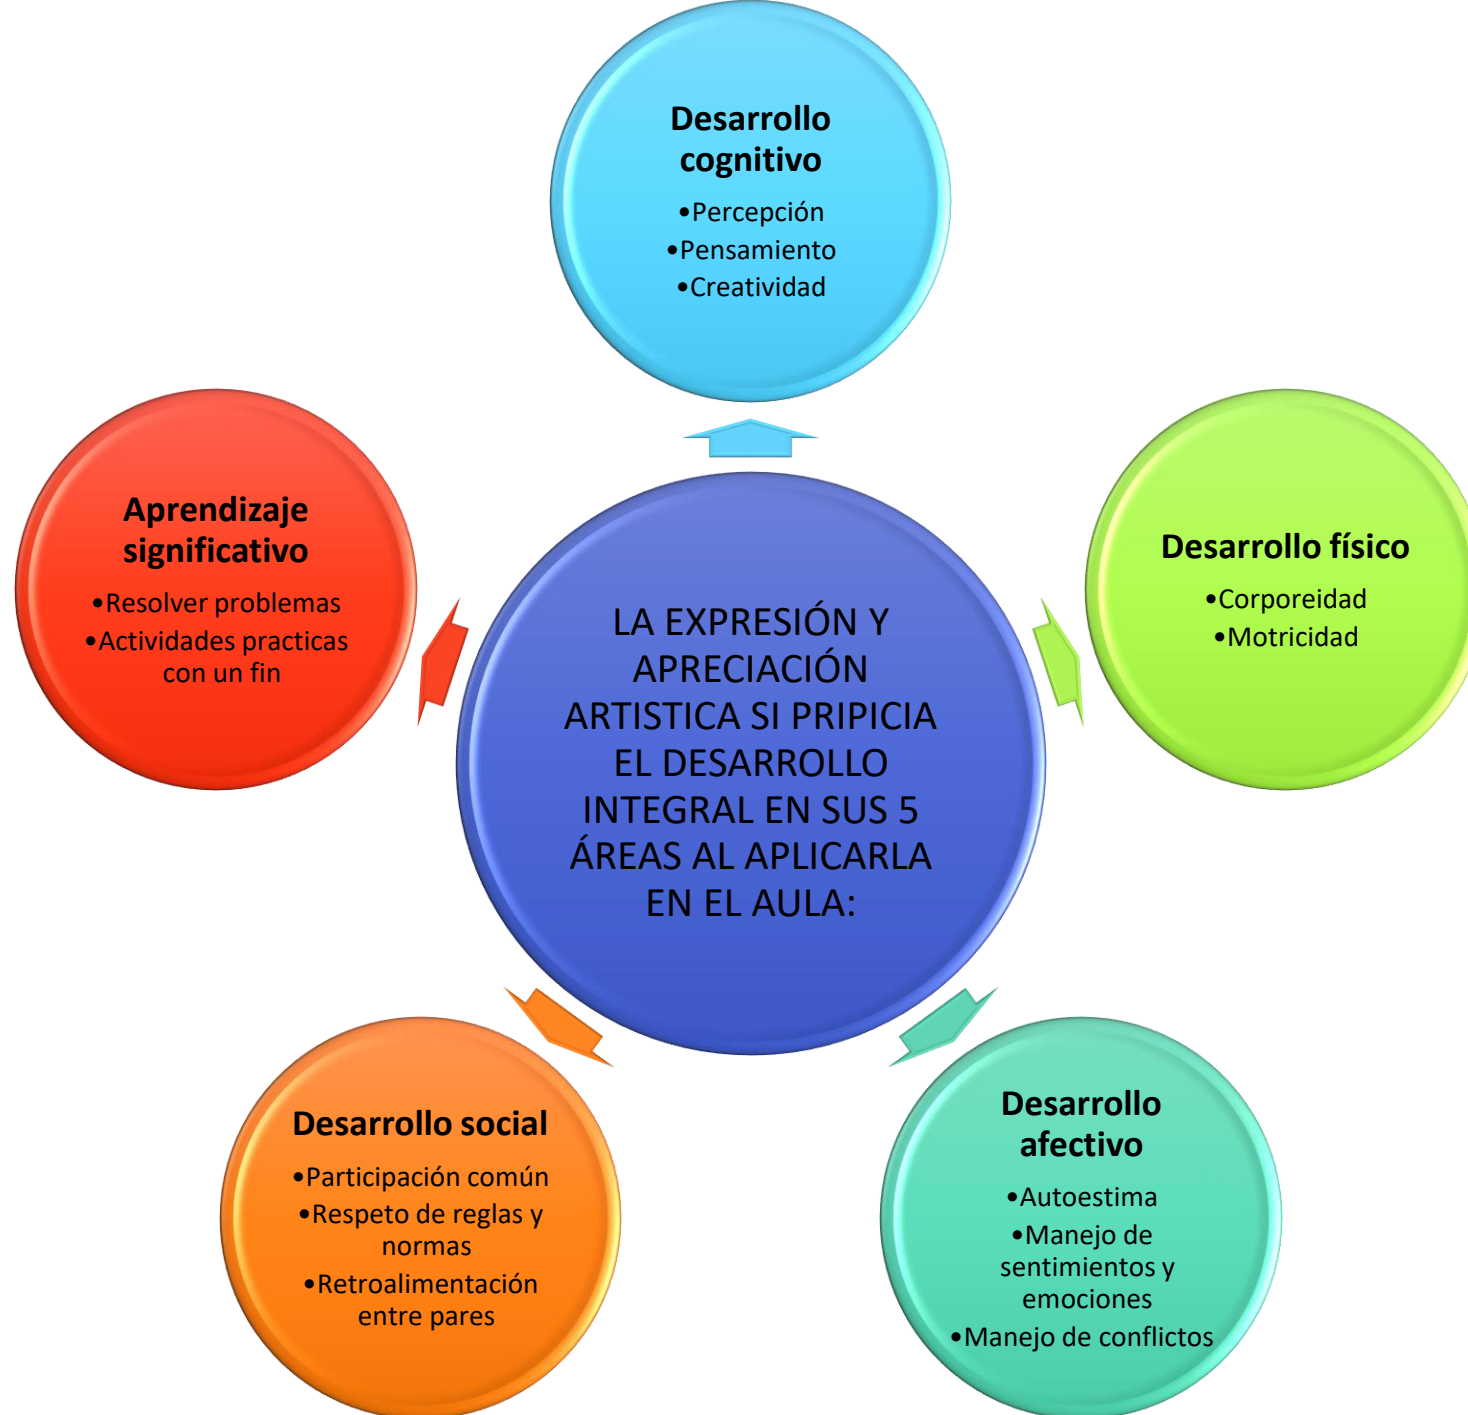 Desarrollo
cognitivo
•Percepción
•Pensamiento
•Creatividad
Desarrollo físico
•Corporeidad
•Motricidad
Desarrollo
afectivo
•Autoestima
•Manejo de
sentimientos y
emociones
•Manejo de conflictos
Desarrollo social
•Participación común
•Respeto de reglas y
normas
•Retroalimentación
entre pares
Aprendizaje
significativo
•Resolver problemas
•Actividades practicas
con un fin
LA EXPRESIÓN Y
APRECIACIÓN
ARTISTICA SI PRIPICIA
EL DESARROLLO
INTEGRAL EN SUS 5
ÁREAS AL APLICARLA
EN EL AULA: